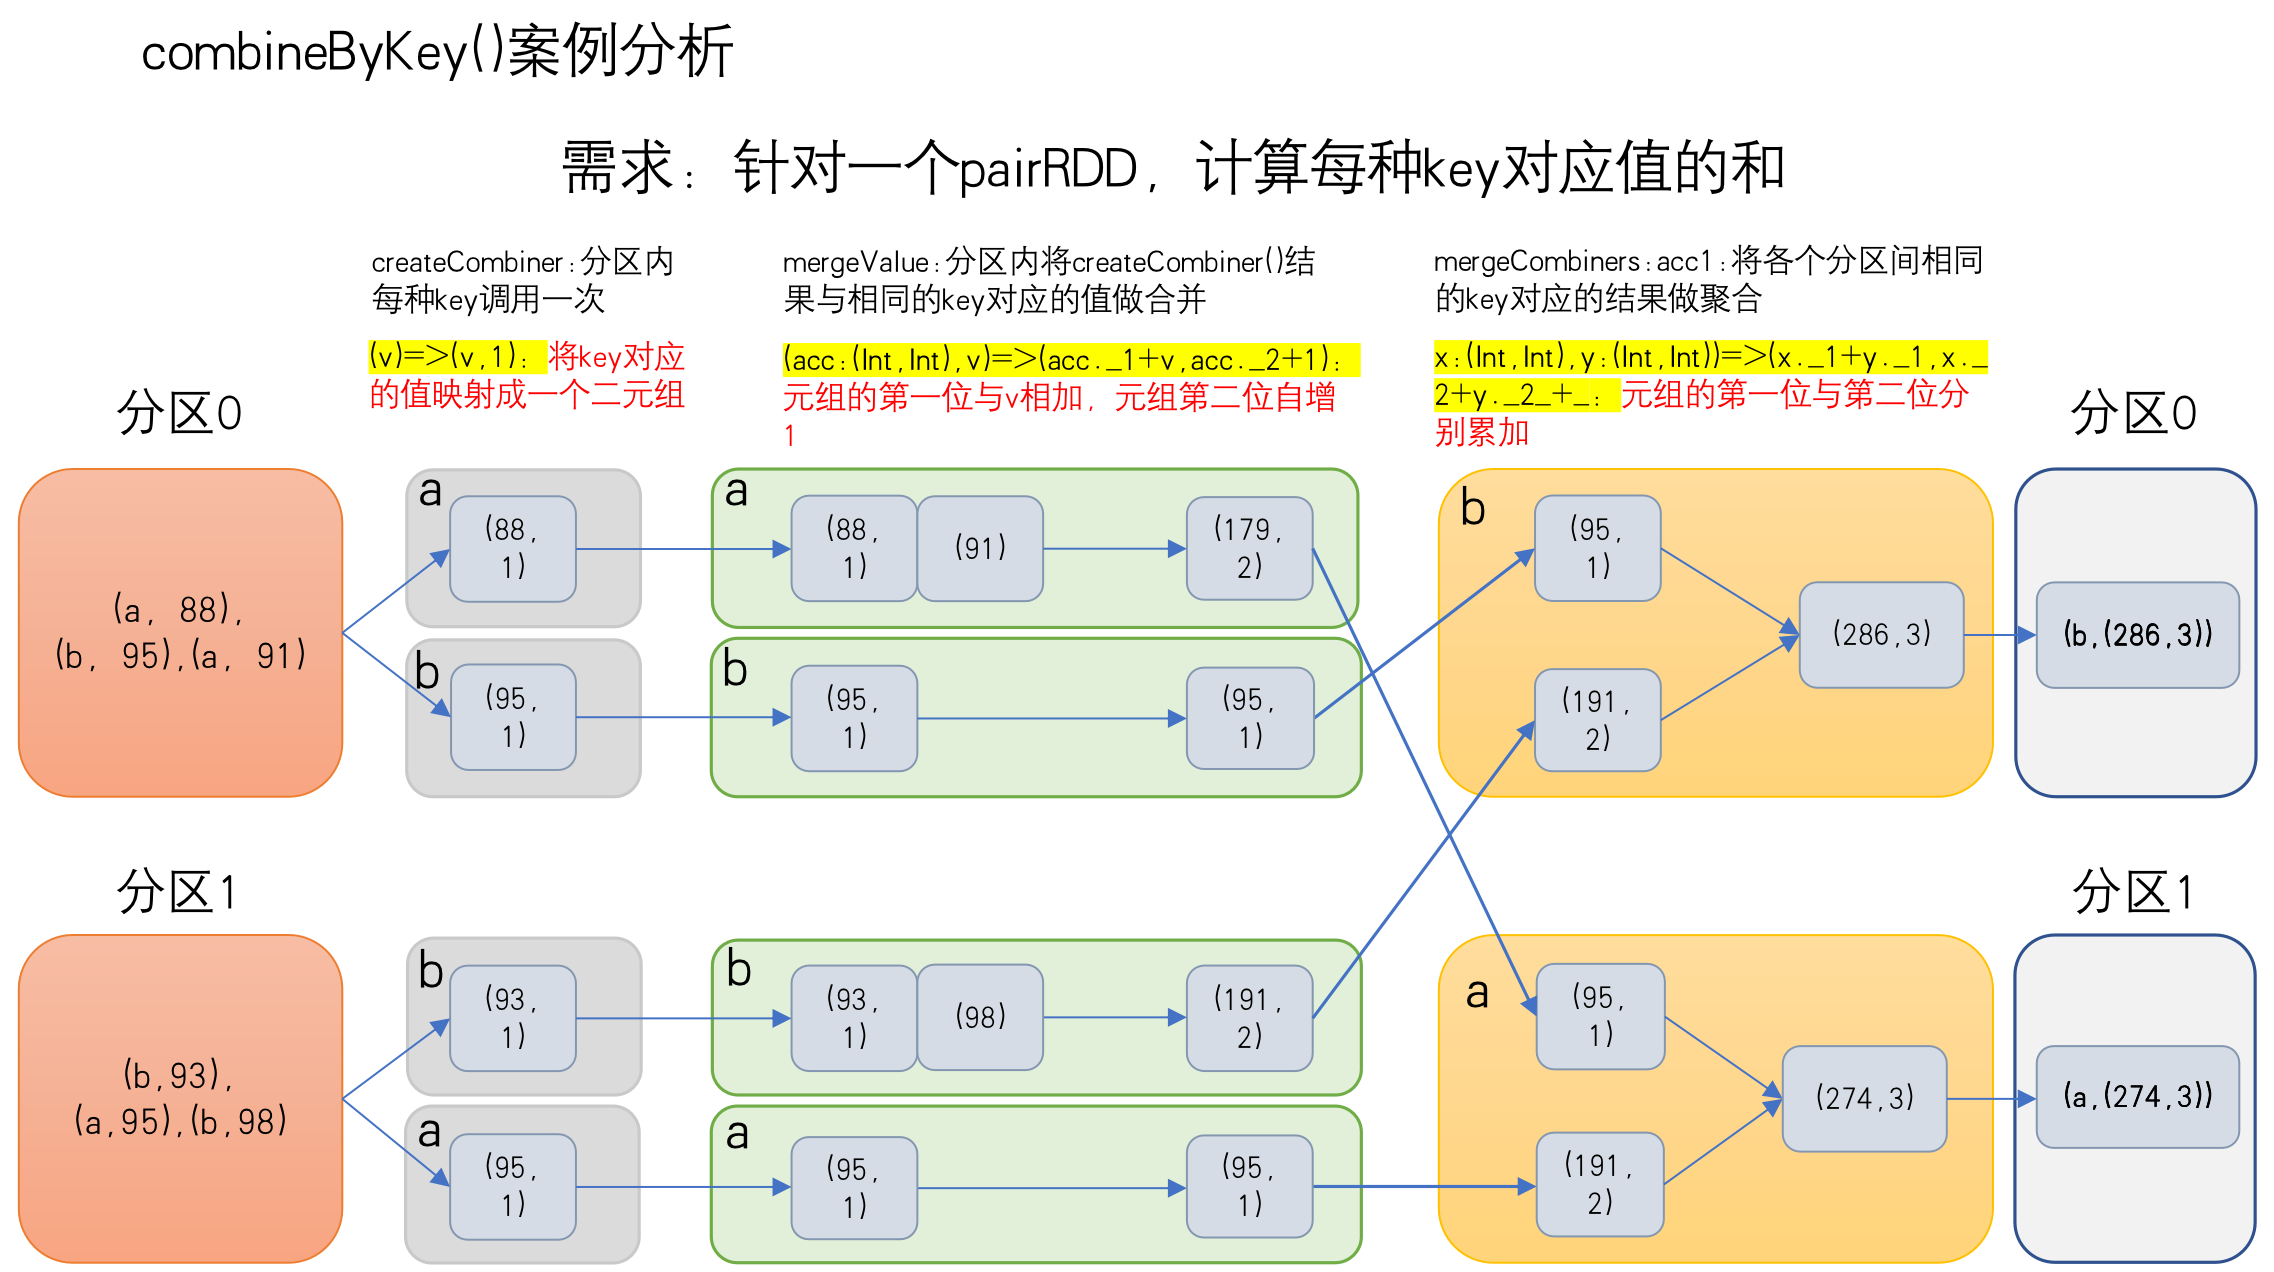 combineByKey()案例分析
需求：针对一个pairRDD，计算每种key对应值的和
createCombiner:分区内
每种key调用一次
(v)=>(v,1)：将key对应
的值映射成一个二元组
mergeValue:分区内将createCombiner()结
果与相同的key对应的值做合并
(acc:(Int,Int),v)=>(acc._1+v,acc._2+1)：
元组的第一位与v相加，元组第二位自增
1
mergeCombiners:acc1:将各个分区间相同
的key对应的结果做聚合
x:(Int,Int),y:(Int,Int))=>(x._1+y._1,x._
2+y._2_+_：元组的第一位与第二位分
别累加
分区0
分区0
(a, 88),
(b, 95),(a, 91)
a
(88,
1)
b
(95,
1)
a
(88,
1)
(91)
(179,
2)
b
(95,
1)
(95,
1)
b
(95,
1)
(191,
2)
(286,3)
(b,(286,3))
分区1
分区1
(b,93),
(a,95),(b,98)
b
(93,
1)
a
(95,
1)
b
(93,
1)
(98)
(191,
2)
a
(95,
1)
(95,
1)
a
(95,
1)
(191,
2)
(274,3)
(a,(274,3))